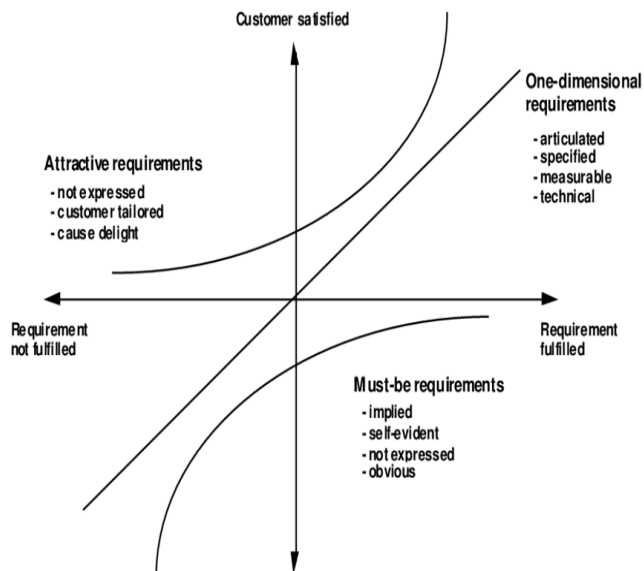 Customer satisfied
One-dimensional
requirements
- articulated
- specified
- measurable
- technical
Attractive requirements
- not expressed
- customer tailored
- cause delight
Requirement
not fulfilled
Requirement
fulfilled
Must-be requirements
- implied
- self-evident
- not expressed
- obvious